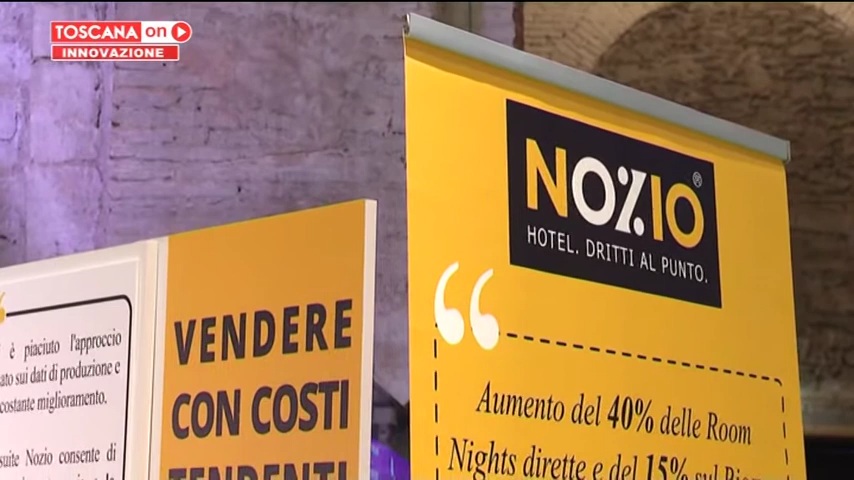 TOSCANA on
INNOVAZIONE
NOZIO®
HOTEL. DRITTI AL PUNTO.
“
Aumento del 40% delle Room
Nights dirette e del 15% sul
VENDERE
CON COSTI
TENDENTI
è piaciuto l'approccio
sui dati di produzione e
costante miglioramento.
suite Nozio consente di